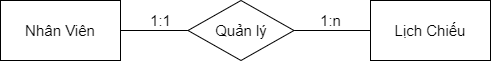 Nhân Viên
1:1
Quản lý
1:n
Lịch Chiếu